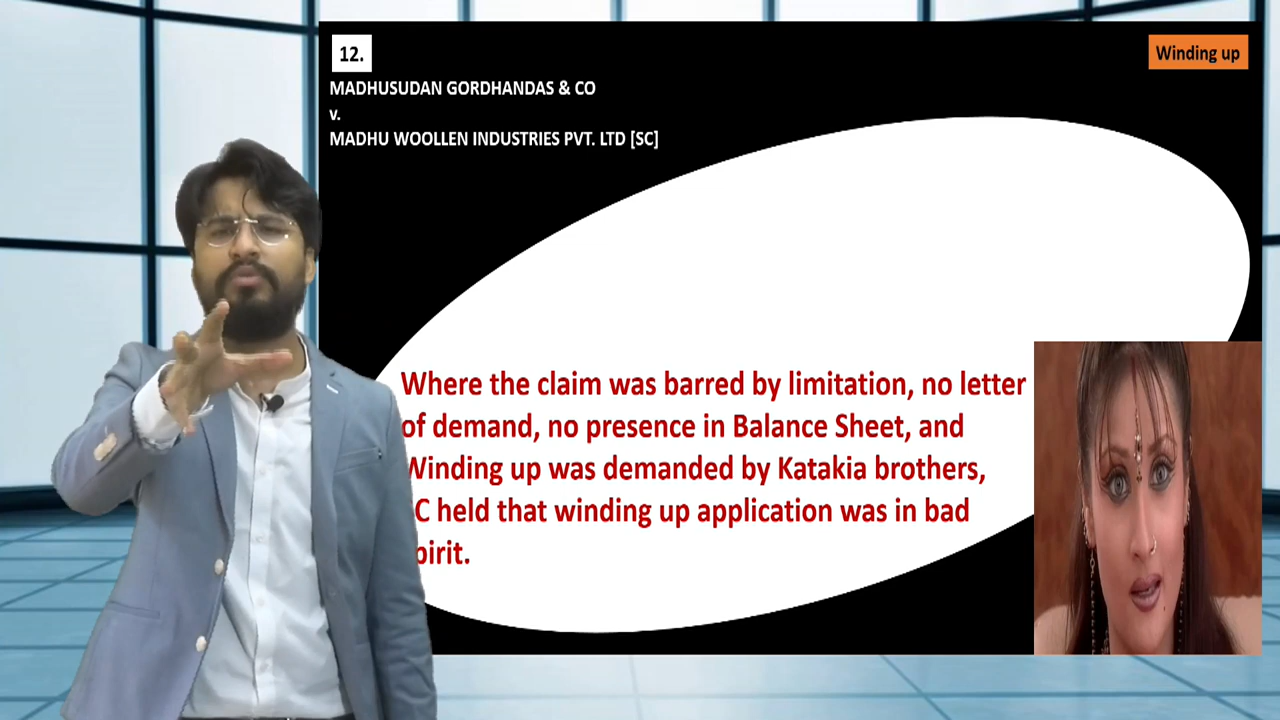 12.
Winding up
MADHUSUDAN GORDHANDAS & CO
v.
MADHU WOOLLEN INDUSTRIES PVT. LTD [SC]
Where the claim was barred by limitation, no letter
of demand, no presence in Balance Sheet, and
Winding up was demanded by Katakia brothers,
C held that winding up application was in bad
pirit.